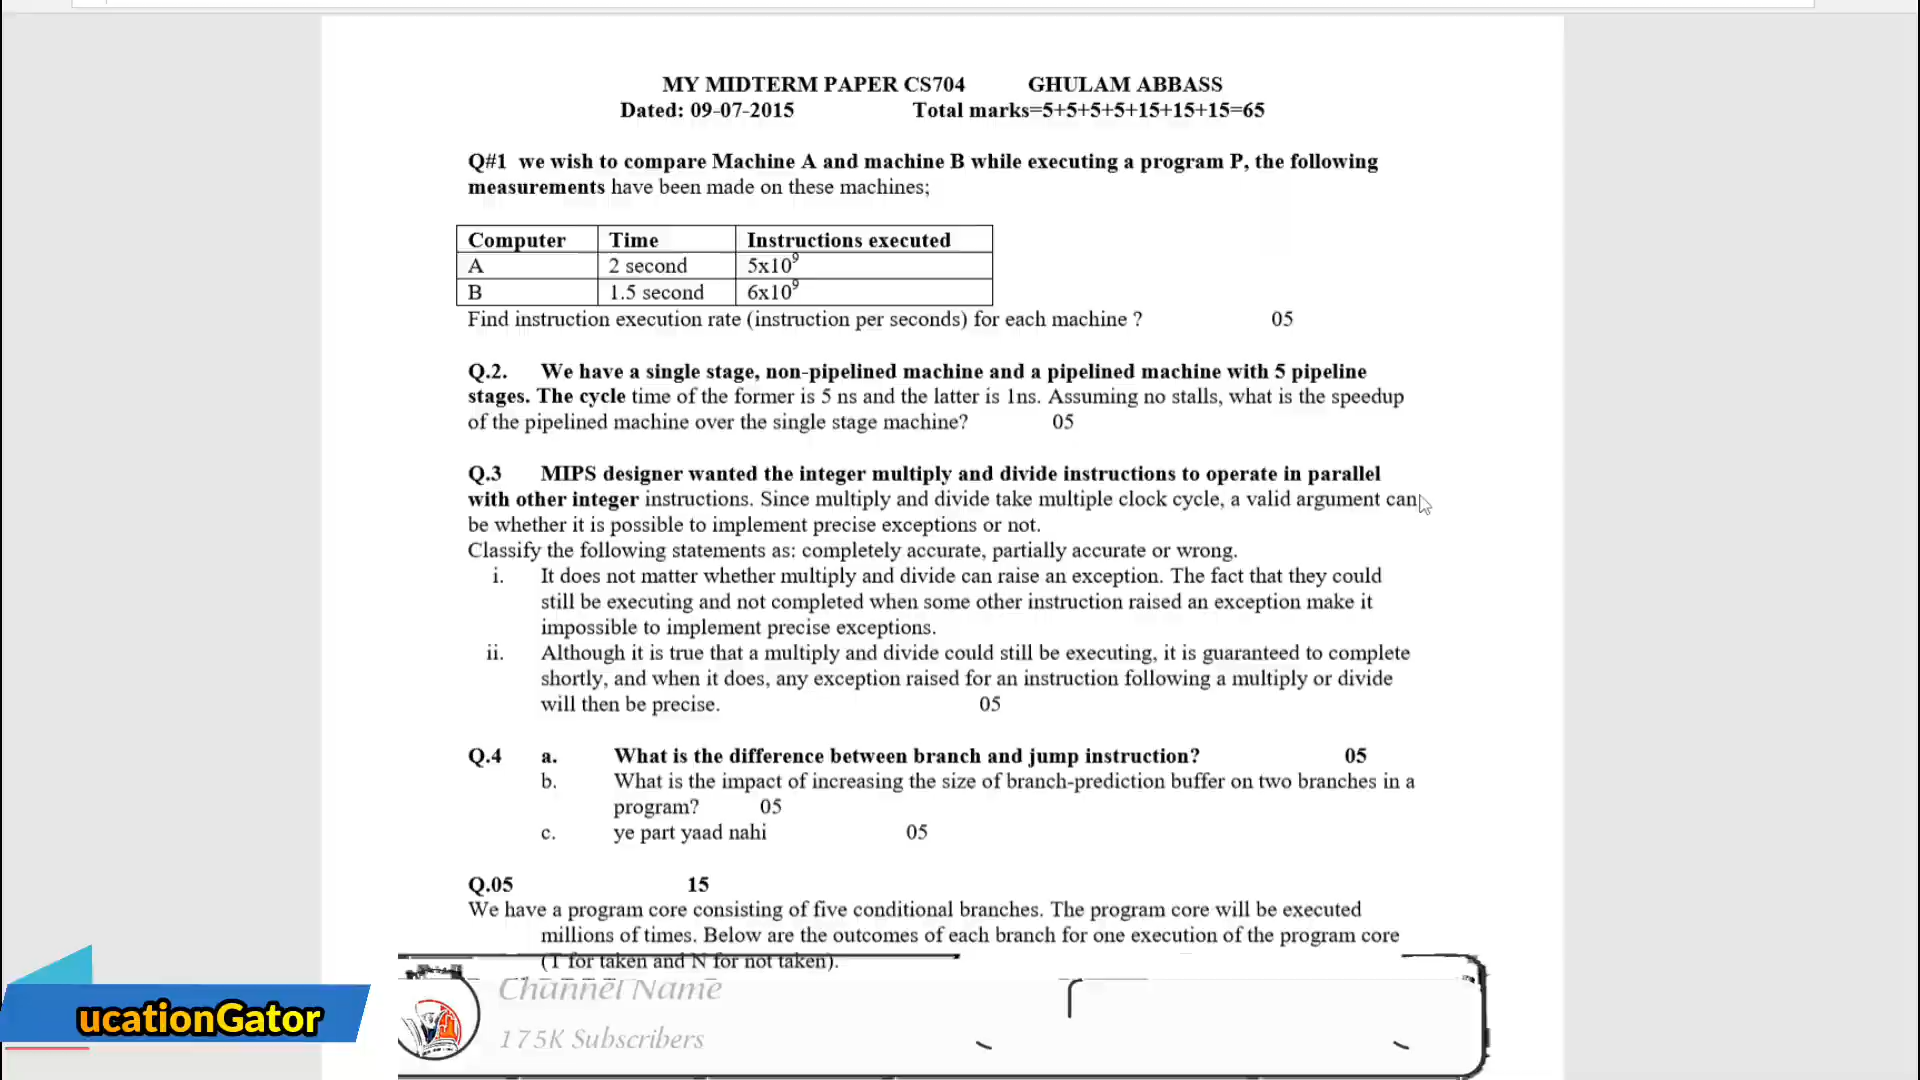 MY MIDTERM PAPER CS704 GHULAM ABBASS
Dated: 09-07-2015 Total marks=5+5+5+5+15+15+15=65
Q#1 we wish to compare Machine A and machine B while executing a program P, the following
measurements have been made on these machines;
Computer Time Instructions executed
A 2 second 5x10⁹
B 1.5 second 6x10⁹
Find instruction execution rate (instruction per seconds) for each machine ? 05
Q.2. We have a single stage, non-pipelined machine and a pipelined machine with 5 pipeline
stages. The cycle time of the former is 5 ns and the latter is 1ns. Assuming no stalls, what is the speedup
of the pipelined machine over the single stage machine? 05
Q.3 MIPS designer wanted the integer multiply and divide instructions to operate in parallel
with other integer instructions. Since multiply and divide take multiple clock cycle, a valid argument can
be whether it is possible to implement precise exceptions or not.
Classify the following statements as: completely accurate, partially accurate or wrong.
i. It does not matter whether multiply and divide can raise an exception. The fact that they could
still be executing and not completed when some other instruction raised an exception make it
impossible to implement precise exceptions.
ii. Although it is true that a multiply and divide could still be executing, it is guaranteed to complete
shortly, and when it does, any exception raised for an instruction following a multiply or divide
will then be precise. 05
Q.4 a. What is the difference between branch and jump instruction? 05
b. What is the impact of increasing the size of branch-prediction buffer on two branches in a
program? 05
c. ye part yaad nahi 05
Q.05 15
We have a program core consisting of five conditional branches. The program core will be executed
millions of times. Below are the outcomes of each branch for one execution of the program core
(T for taken and N for not taken).
Channel Name
175K Subscribers
ucationGator